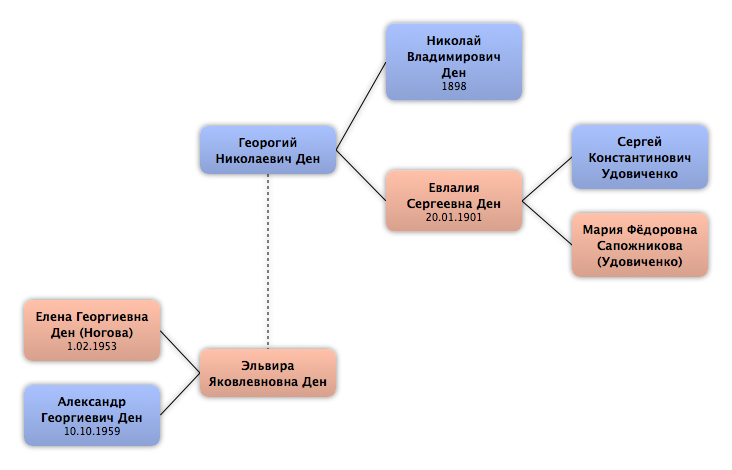 Николай
Владимирович
Ден
1898
Георогий
Николаевич Ден
Сергей
Константинович
Удовиченко
Евлалия
Сергеевна Ден
20.01.1901
Мария Фёдоровна
Сапожникова
(Удовиченко)
Елена Георгиевна
Ден (Ногова)
1.02.1953
Эльвира
Яковлевновна Ден
Александр
Георгиевич Ден
10.10.1959